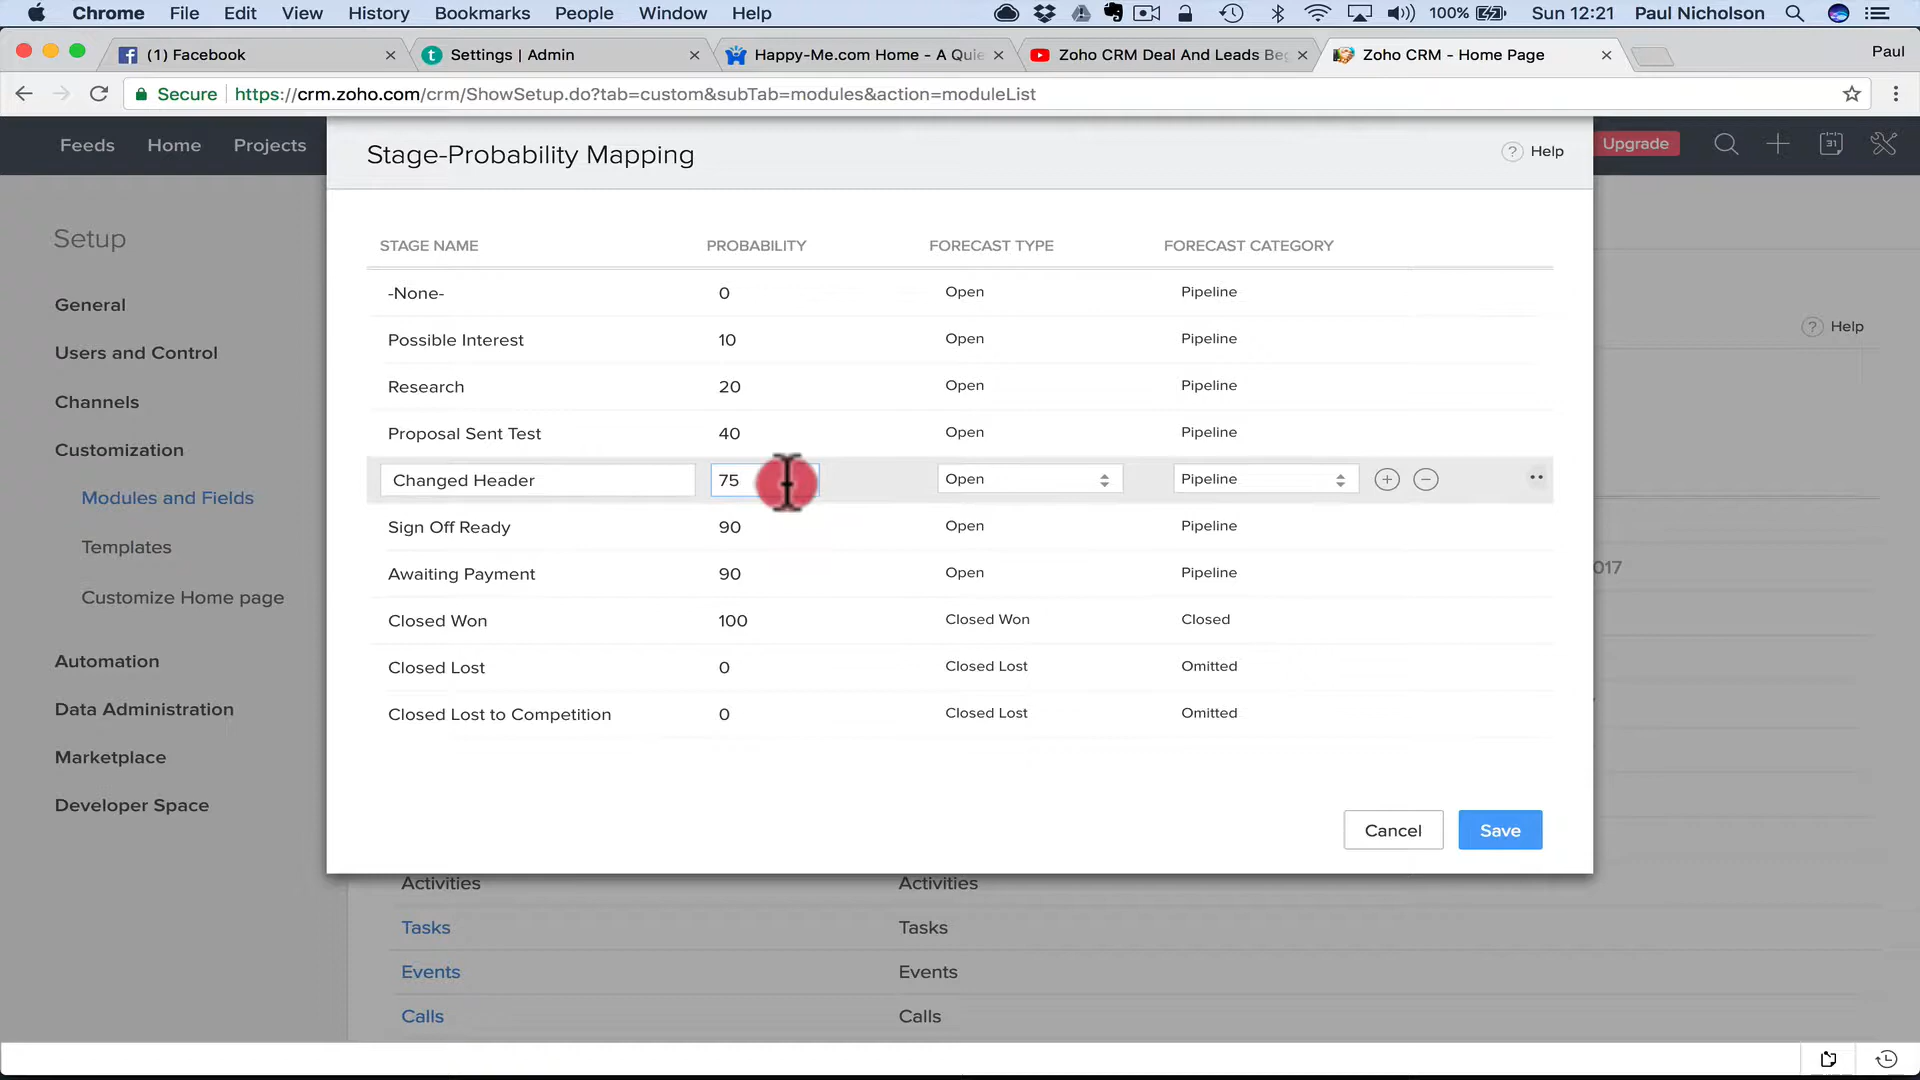 Chrome File Edit View History Bookmarks People Window Help 100% Sun 12:21 Paul Nicholson
(1) Facebook Settings | Admin Happy-Me.com Home - A Quie Zoho CRM Deal And Leads Beg Zoho CRM - Home Page Paul
Secure https://crm.zoho.com/crm/ShowSetup.do?tab=custom&subTab=modules&action=moduleList
Feeds Home Projects Upgrade 31
Stage-Probability Mapping
? Help
Setup
General
Users and Control
Channels
Customization
Modules and Fields
Templates
Customize Home page
Automation
Data Administration
Marketplace
Developer Space
STAGE NAME PROBABILITY FORECAST TYPE FORECAST CATEGORY
-None- 0 Open Pipeline
Possible Interest 10 Open Pipeline
Research 20 Open Pipeline
Proposal Sent Test 40 Open Pipeline
Changed Header 75 Open Pipeline
Sign Off Ready 90 Open Pipeline
Awaiting Payment 90 Open Pipeline
Closed Won 100 Closed Won Closed
Closed Lost 0 Closed Lost Omitted
Closed Lost to Competition 0 Closed Lost Omitted
Cancel Save
? Help
017
Activities Activities
Tasks Tasks
Events Events
Calls Calls